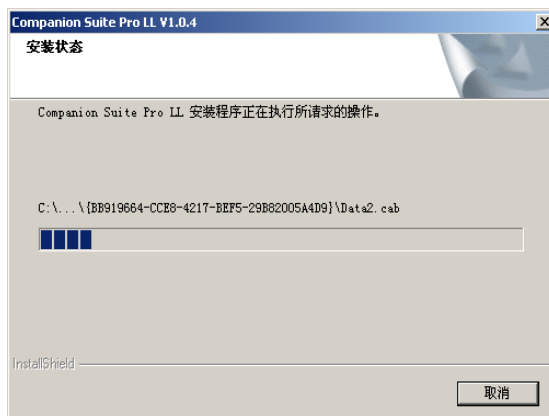 Companion Suite Pro LL V1.0.4
安装状态
Companion Suite Pro LL 安装程序正在执行所请求的操作。
C:\...\{BB919664-CCE8-4217-BEF5-29B82005A4D9}\Data2.cab
InstallShield
取消